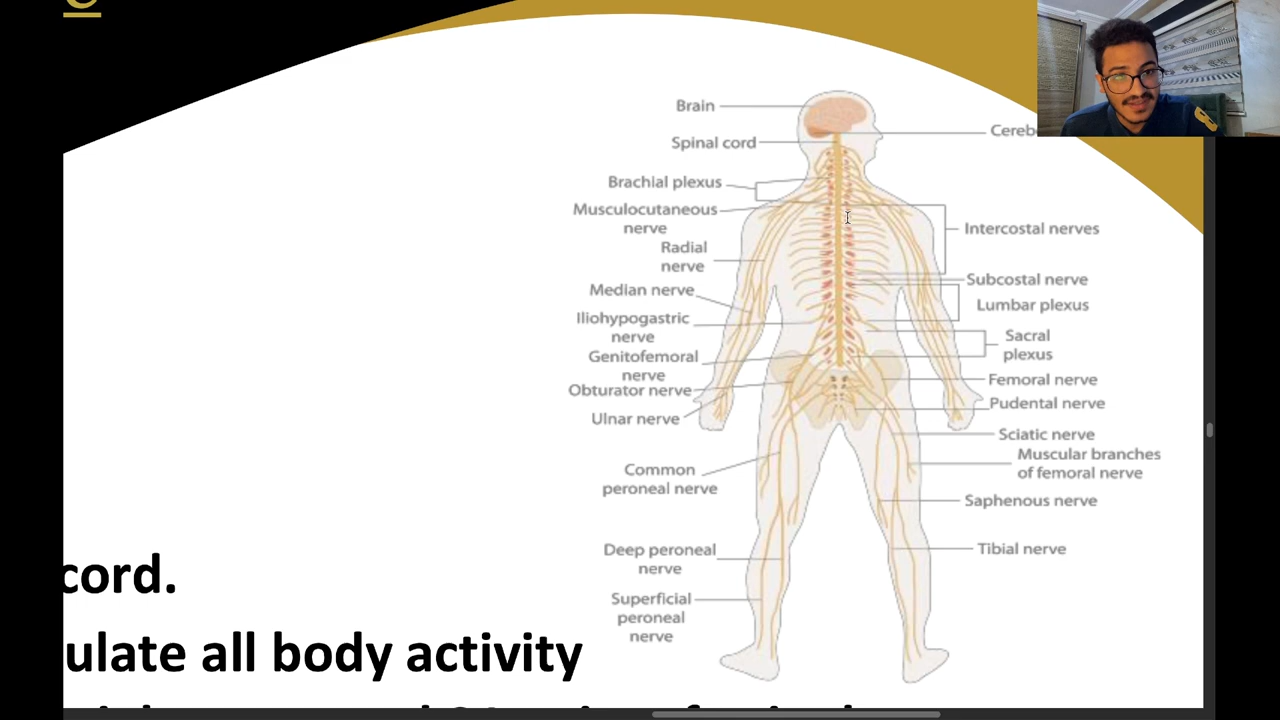 Brain
Spinal cord
Brachial plexus
Musculocutaneous
nerve
Radial
nerve
Median nerve
Iliohypogastric
nerve
Genitofemoral
nerve
Obturator nerve
Ulnar nerve
Common
peroneal nerve
Deep peroneal
nerve
Superficial
peroneal
nerve
Cereb
Intercostal nerves
Subcostal nerve
Lumbar plexus
Sacral
plexus
Femoral nerve
Pudental nerve
Sciatic nerve
Muscular branches
of femoral nerve
Saphenous nerve
Tibial nerve
cord.
ulate all body activity